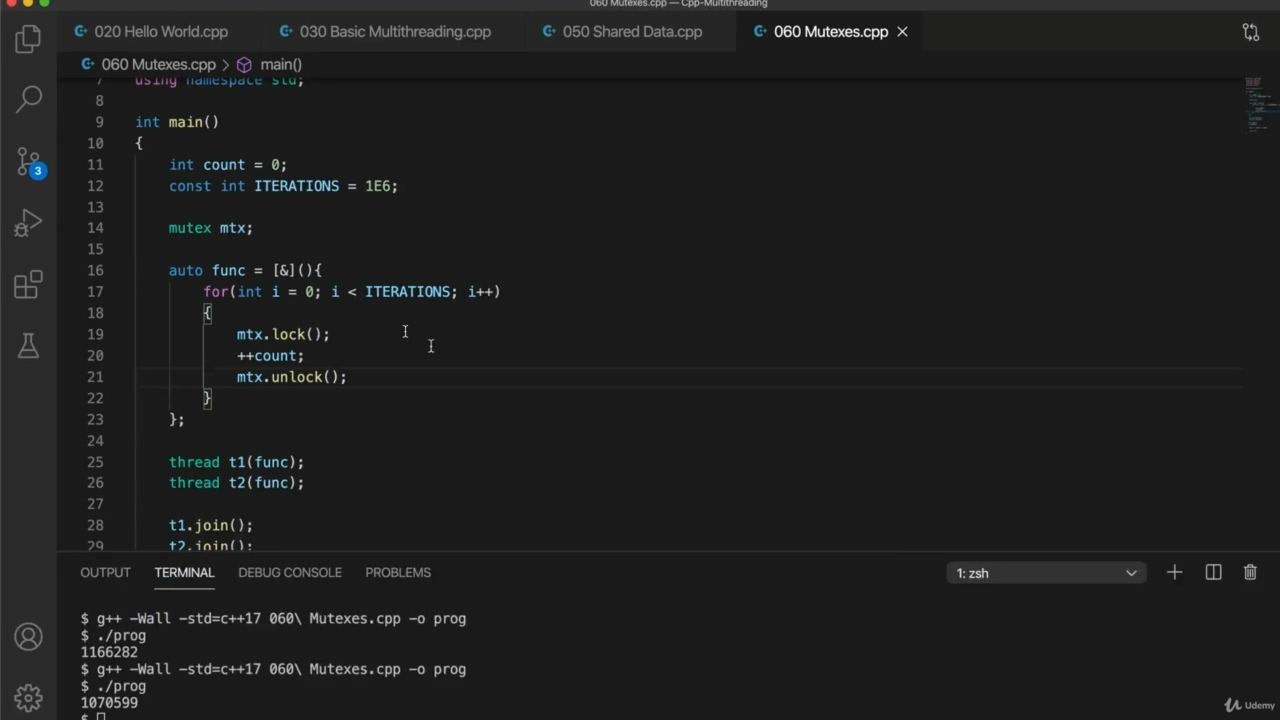 060 Mutexes.cpp — Cpp-Multithreading
020 Hello World.cpp 030 Basic Multithreading.cpp 050 Shared Data.cpp 060 Mutexes.cpp
060 Mutexes.cpp > main()
7 using namespace std;
8
9 int main()
10 {
11 int count = 0;
12 const int ITERATIONS = 1E6;
13
14 mutex mtx;
15
16 auto func = [&](){
17 for(int i = 0; i < ITERATIONS; i++)
18 {
19 mtx.lock();
20 ++count;
21 mtx.unlock();
22 }
23 };
24
25 thread t1(func);
26 thread t2(func);
27
28 t1.join();
29 t2.join();
3
OUTPUT TERMINAL DEBUG CONSOLE PROBLEMS 1: zsh
$ g++ -Wall -std=c++17 060\ Mutexes.cpp -o prog
$ ./prog
1166282
$ g++ -Wall -std=c++17 060\ Mutexes.cpp -o prog
$ ./prog
1070599
$
Udemy